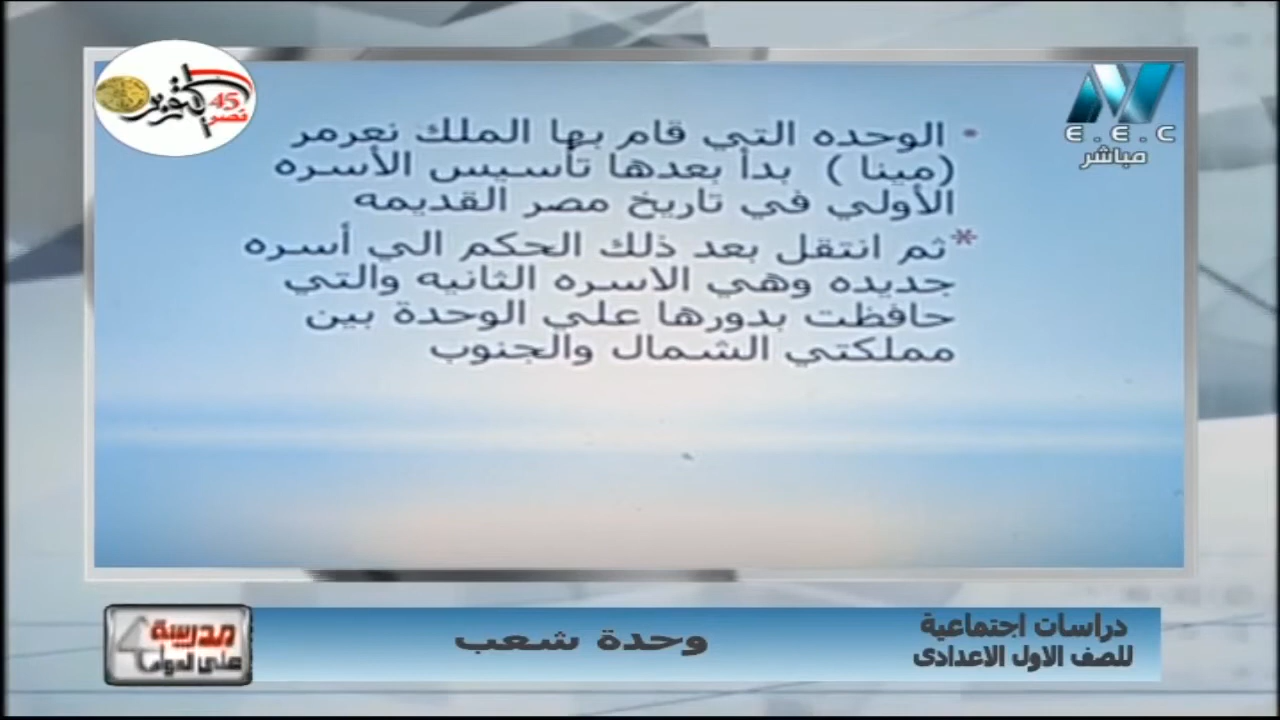 45
نصر
أكتوبر
E.E.C
مباشر
• الوحده التي قام بها الملك نعرمر
(مينا ) بدأ بعدها تأسيس الأسره
الأولي في تاريخ مصر القديمه
*ثم انتقل بعد ذلك الحكم الي أسره
جديده وهي الاسره الثانيه والتي
حافظت بدورها علي الوحدة بين
مملكتي الشمال والجنوب
دراسات اجتماعية
للصف الاول الاعدادى
وحدة شعب
مدرسة
على الهواء